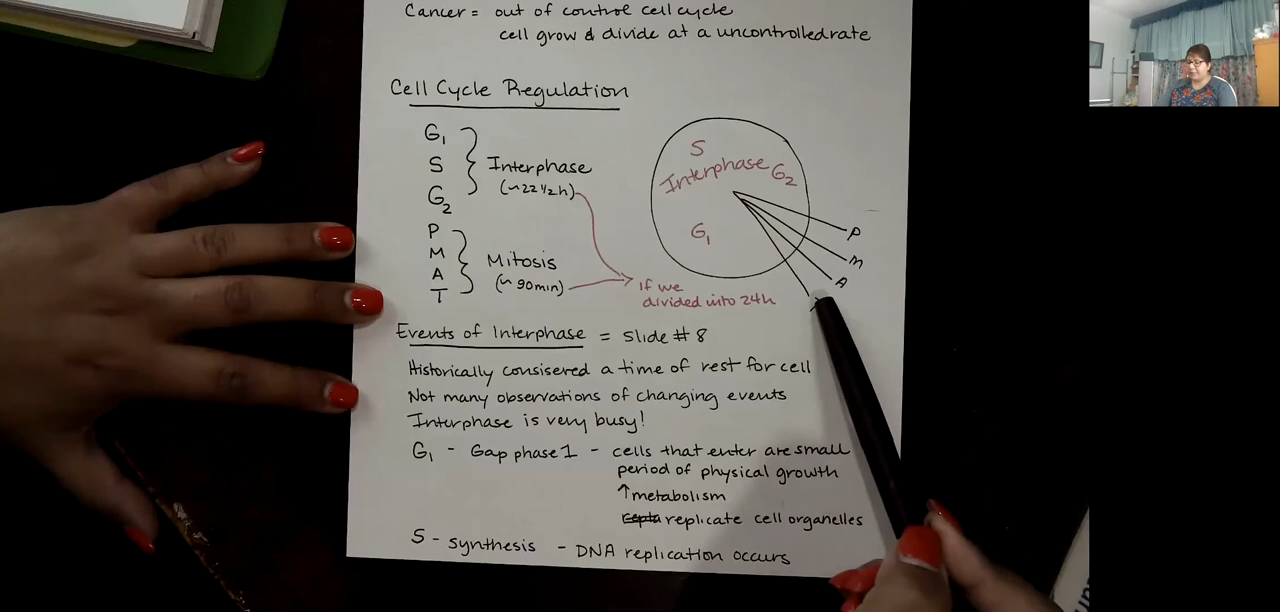 Cancer = out of control cell cycle
cell grow & divide at a uncontrolled rate
Cell Cycle Regulation
G1
S
G2
Interphase
(~22 1/2 h)
P
M
A
T
Mitosis
(~90min)
S
Interphase
G2
G1
P
M
A
If we
divided into 24h
Events of Interphase = Slide #8
Historically consisered a time of rest for cell
Not many observations of changing events
Interphase is very busy!
G1 - Gap phase 1 - cells that enter are small
period of physical growth
↑ metabolism
replicate cell organelles
S - synthesis - DNA replication occurs